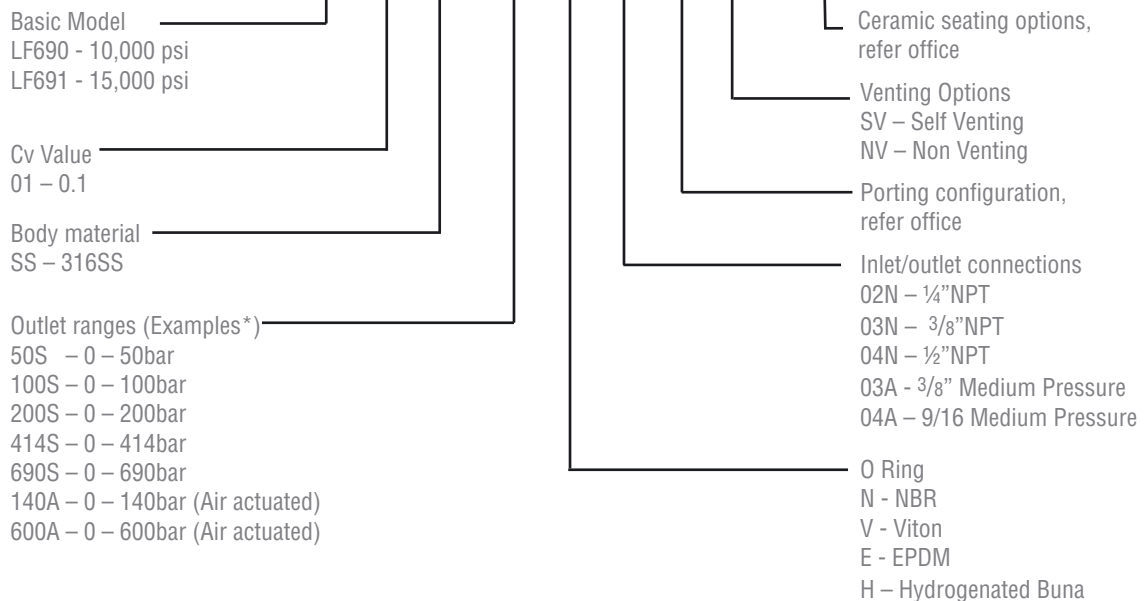 Basic Model
LF690 - 10,000 psi
LF691 - 15,000 psi
Cv Value
01 – 0.1
Body material
SS – 316SS
Outlet ranges (Examples*)
50S – 0 – 50bar
100S – 0 – 100bar
200S – 0 – 200bar
414S – 0 – 414bar
690S – 0 – 690bar
140A – 0 – 140bar (Air actuated)
600A – 0 – 600bar (Air actuated)
Ceramic seating options,
refer office
Venting Options
SV – Self Venting
NV – Non Venting
Porting configuration,
refer office
Inlet/outlet connections
02N – ¼”NPT
03N – 3/8”NPT
04N – ½”NPT
03A - 3/8” Medium Pressure
04A – 9/16 Medium Pressure
O Ring
N - NBR
V - Viton
E - EPDM
H – Hydrogenated Buna